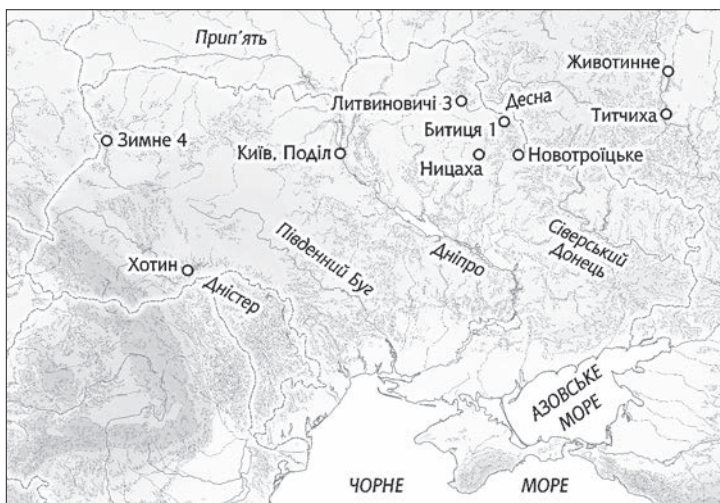 Прип'ять
Животинне
Литвиновичі 3
Десна
Битиця 1
Титчиха
Зимне 4
Київ, Поділ
Ницаха
Новотроїцьке
Південний Буг
Дніпро
Сіверський
Донець
Хотин
Дністер
АЗОВСЬКЕ
МОРЕ
ЧОРНЕ
МОРЕ